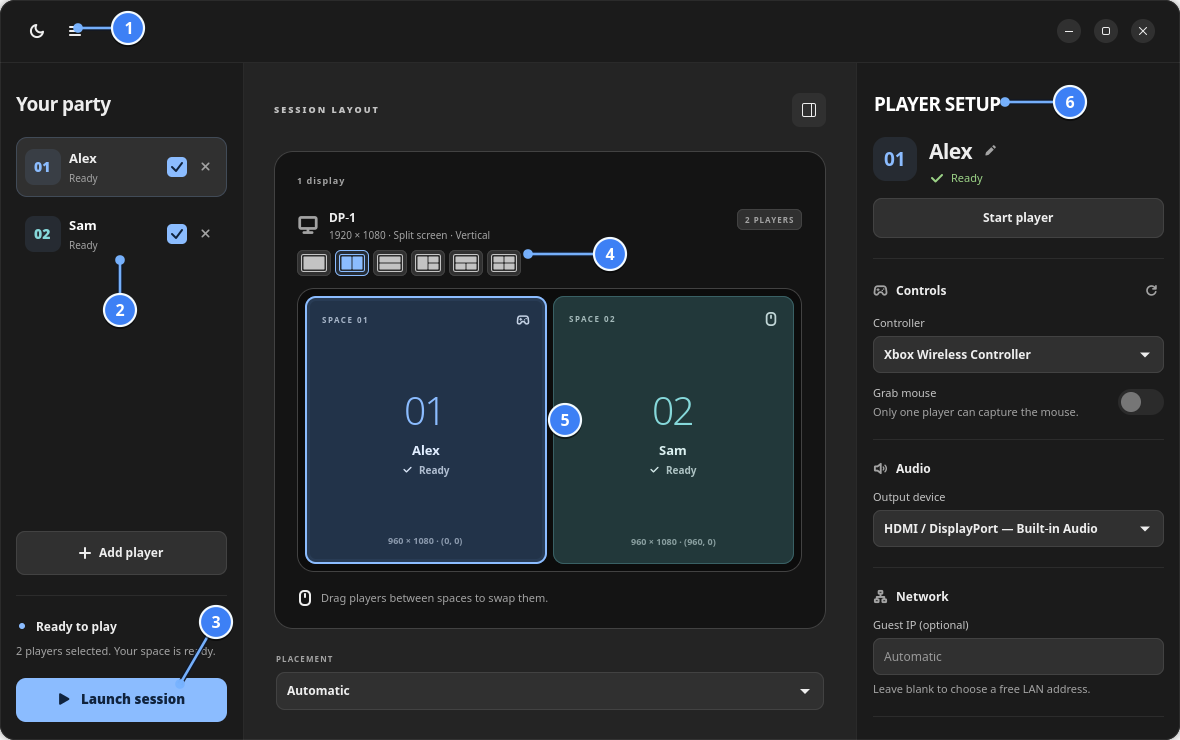 1
Your party
01
Alex
Ready
02
Sam
Ready
2
Add player
3
Ready to play
2 players selected. Your space is ready.
Launch session
SESSION LAYOUT
1 display
DP-1
1920 × 1080 · Split screen · Vertical
2 PLAYERS
4
SPACE 01
01
Alex
Ready
960 × 1080 · (0, 0)
5
SPACE 02
02
Sam
Ready
960 × 1080 · (960, 0)
Drag players between spaces to swap them.
PLACEMENT
Automatic
PLAYER SETUP
6
01
Alex
Ready
Start player
Controls
Controller
Xbox Wireless Controller
Grab mouse
Only one player can capture the mouse.
Audio
Output device
HDMI / DisplayPort — Built-in Audio
Network
Guest IP (optional)
Automatic
Leave blank to choose a free LAN address.